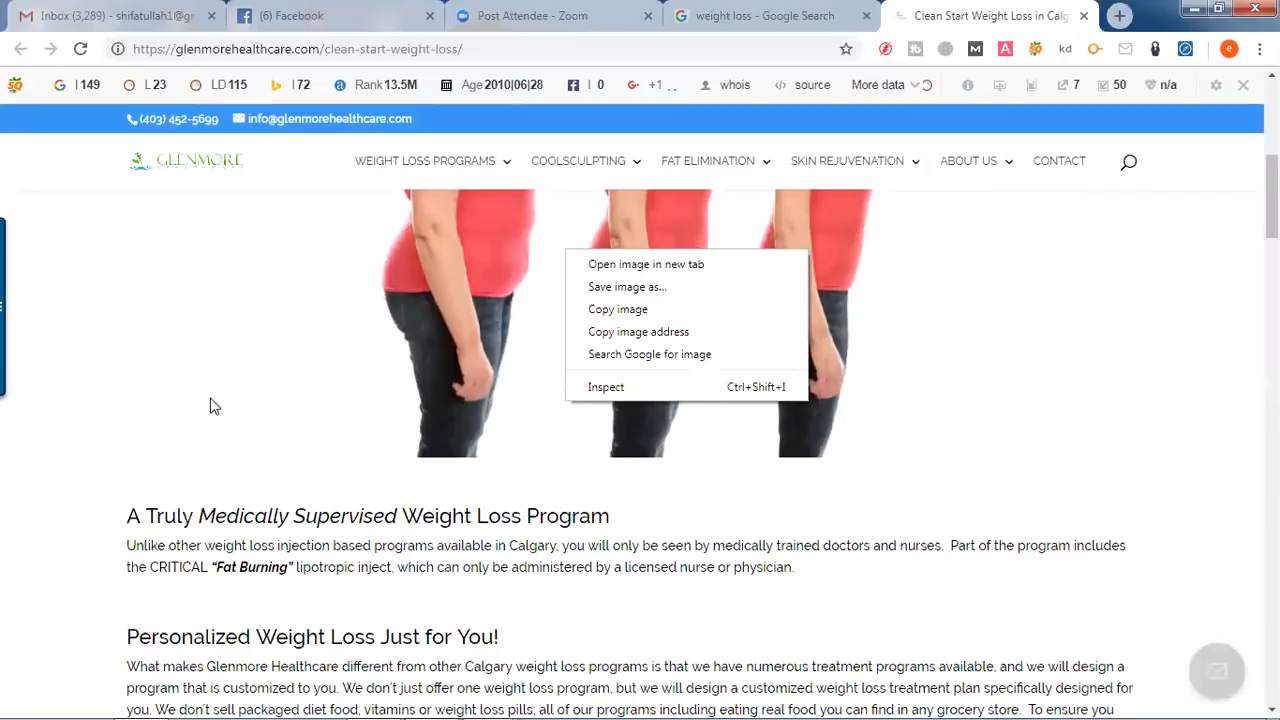 Inbox (3,289) - shifatullah1@gr
(6) Facebook
Post Attendee - Zoom
weight loss - Google Search
Clean Start Weight Loss in Calg
https://glenmorehealthcare.com/clean-start-weight-loss/
I 149
L 23
LD 115
I 72
Rank 13.5M
Age 2010|06|28
I 0
+1 ..
whois
source
More data
7
50
n/a
(403) 452-5699
info@glenmorehealthcare.com
GLENMORE
WEIGHT LOSS PROGRAMS
COOLSCULPTING
FAT ELIMINATION
SKIN REJUVENATION
ABOUT US
CONTACT
Open image in new tab
Save image as...
Copy image
Copy image address
Search Google for image
Inspect Ctrl+Shift+I
A Truly Medically Supervised Weight Loss Program
Unlike other weight loss injection based programs available in Calgary, you will only be seen by medically trained doctors and nurses. Part of the program includes
the CRITICAL “Fat Burning” lipotropic inject, which can only be administered by a licensed nurse or physician.
Personalized Weight Loss Just for You!
What makes Glenmore Healthcare different from other Calgary weight loss programs is that we have numerous treatment programs available, and we will design a
program that is customized to you. We don't just offer one weight loss program, but we will design a customized weight loss treatment plan specifically designed for
you. We don't sell packaged diet food, vitamins or weight loss pills; all of our programs including eating real food you can find in any grocery store. To ensure you